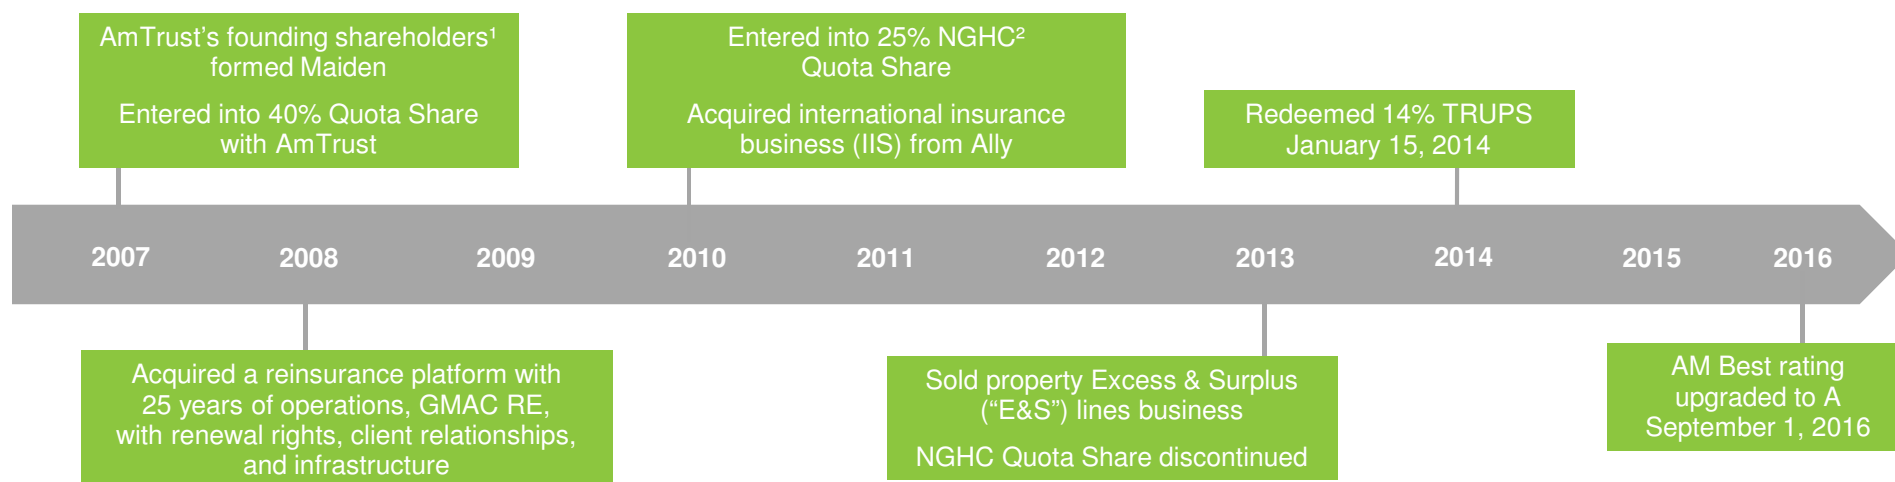 AmTrust's founding shareholders¹
formed Maiden
Entered into 40% Quota Share
with AmTrust
Entered into 25% NGHC²
Quota Share
Acquired international insurance
business (IIS) from Ally
Redeemed 14% TRUPS
January 15, 2014
2007 2008 2009 2010 2011 2012 2013 2014 2015 2016
Acquired a reinsurance platform with
25 years of operations, GMAC RE,
with renewal rights, client relationships,
and infrastructure
Sold property Excess & Surplus
(“E&S”) lines business
NGHC Quota Share discontinued
AM Best rating
upgraded to A
September 1, 2016